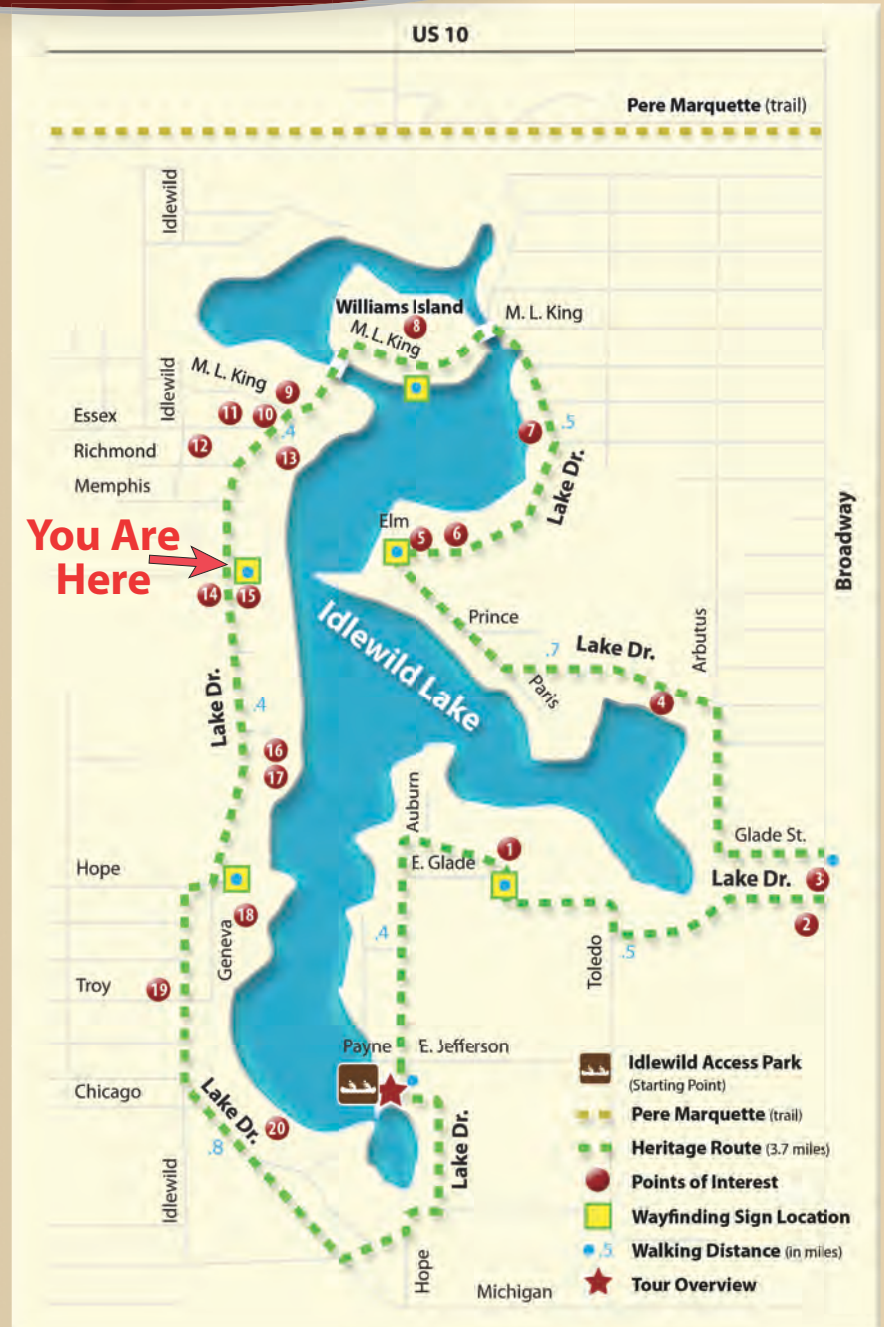 US 10
Pere Marquette (trail)
Idlewild
Williams Island
8
M. L. King
M. L. King
M. L. King
Idlewild
9
11
10
Essex
.4
12
Richmond
13
7
.5
Memphis
Lake Dr.
Broadway
Elm
5
6
You Are
Here
14
15
Idlewild Lake
Prince
.7
Lake Dr.
Arbutus
Paris
4
Lake Dr.
.4
16
17
Auburn
Glade St.
1
E. Glade
Hope
Lake Dr.
3
18
2
Geneva
.4
Toledo
.5
Troy
19
Payne
E. Jefferson
Chicago
Lake Dr.
20
.8
Lake Dr.
Idlewild
Hope
Michigan
Idlewild Access Park
(Starting Point)
Pere Marquette (trail)
Heritage Route (3.7 miles)
Points of Interest
Wayfinding Sign Location
.5 Walking Distance (in miles)
Tour Overview